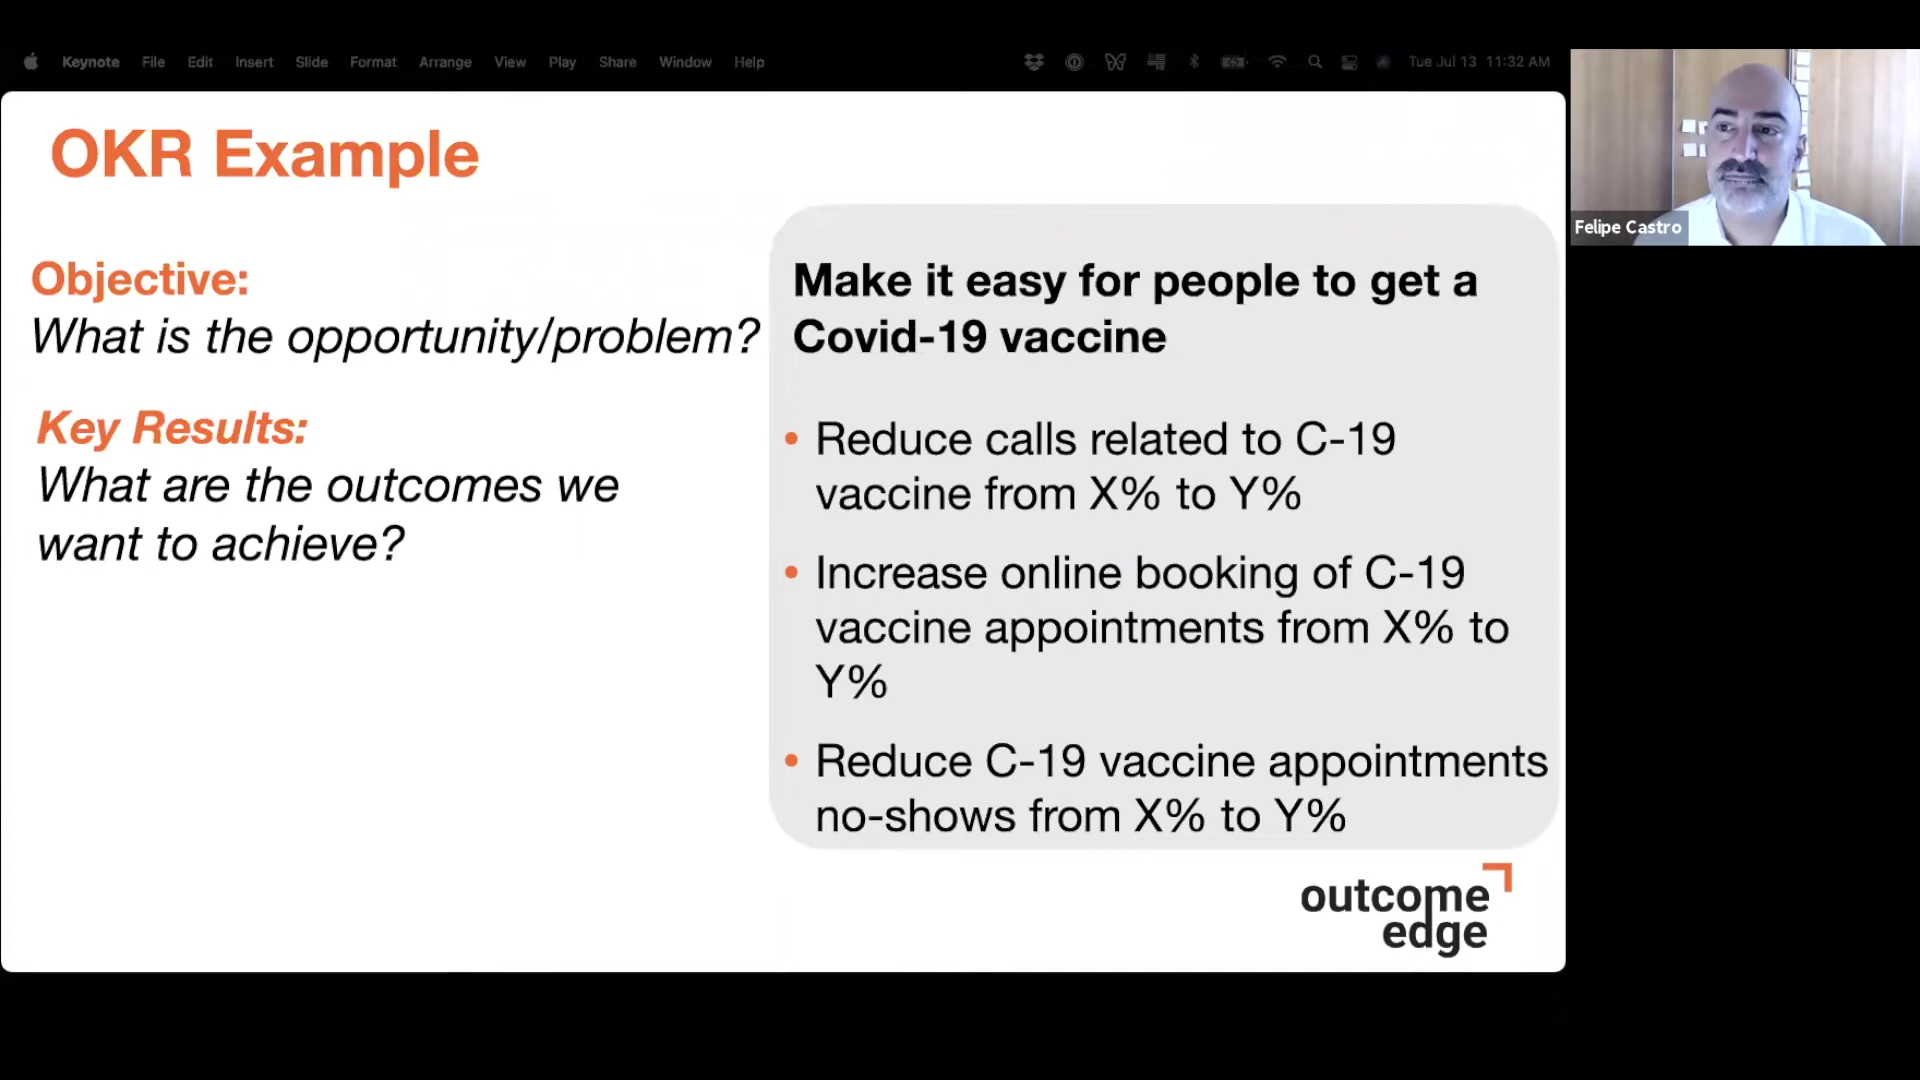 Keynote File Edit Insert Slide Format Arrange View Play Share Window Help Tue Jul 13 11:32 AM
Felipe Castro
OKR Example
Objective:
What is the opportunity/problem?
Key Results:
What are the outcomes we
want to achieve?
Make it easy for people to get a
Covid-19 vaccine
• Reduce calls related to C-19
vaccine from X% to Y%
• Increase online booking of C-19
vaccine appointments from X% to
Y%
• Reduce C-19 vaccine appointments
no-shows from X% to Y%
outcome
edge